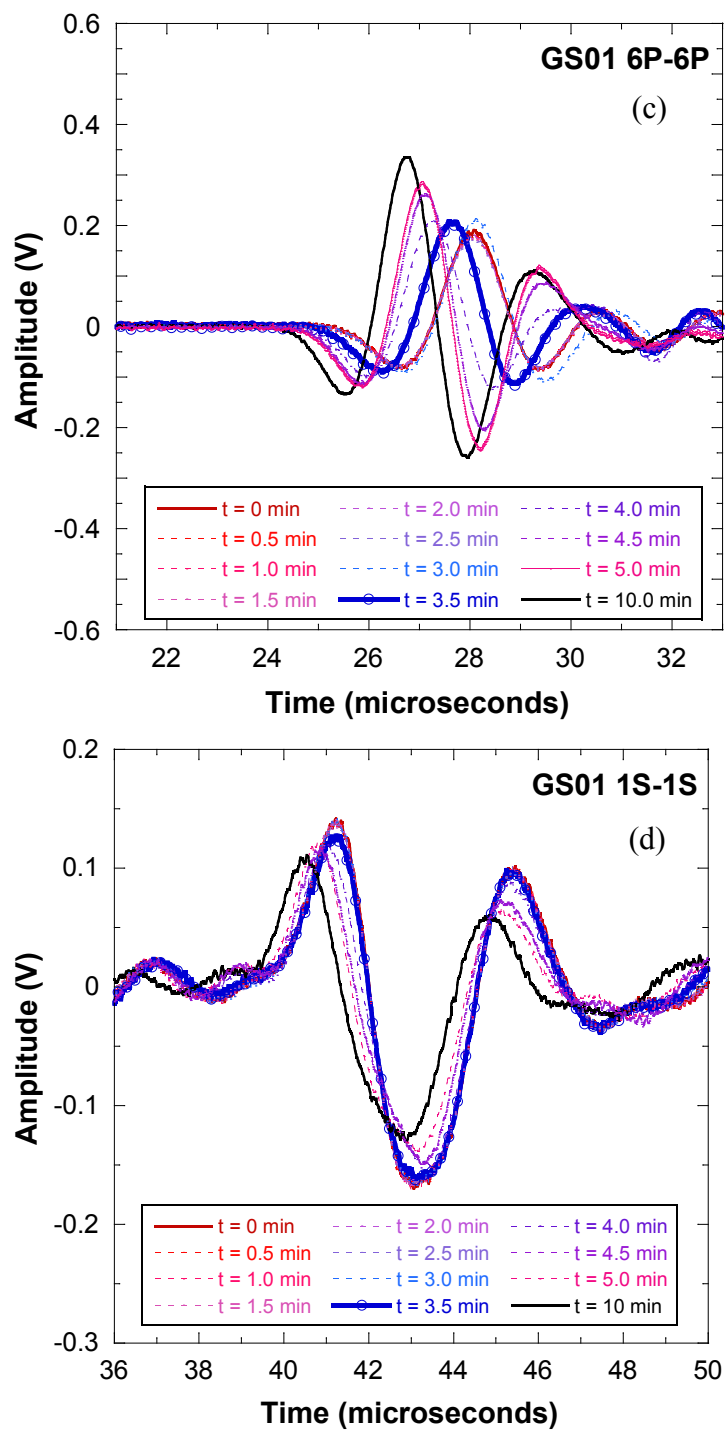 0.6
GS01 6P-6P
(c)
0.4
0.2
0
-0.2
-0.4
-0.6
Amplitude (V)
t = 0 min t = 2.0 min t = 4.0 min
t = 0.5 min t = 2.5 min t = 4.5 min
t = 1.0 min t = 3.0 min t = 5.0 min
t = 1.5 min t = 3.5 min t = 10.0 min
22 24 26 28 30 32
Time (microseconds)
0.2
GS01 1S-1S
(d)
0.1
0
-0.1
-0.2
-0.3
Amplitude (V)
t = 0 min t = 2.0 min t = 4.0 min
t = 0.5 min t = 2.5 min t = 4.5 min
t = 1.0 min t = 3.0 min t = 5.0 min
t = 1.5 min t = 3.5 min t = 10 min
36 38 40 42 44 46 48 50
Time (microseconds)